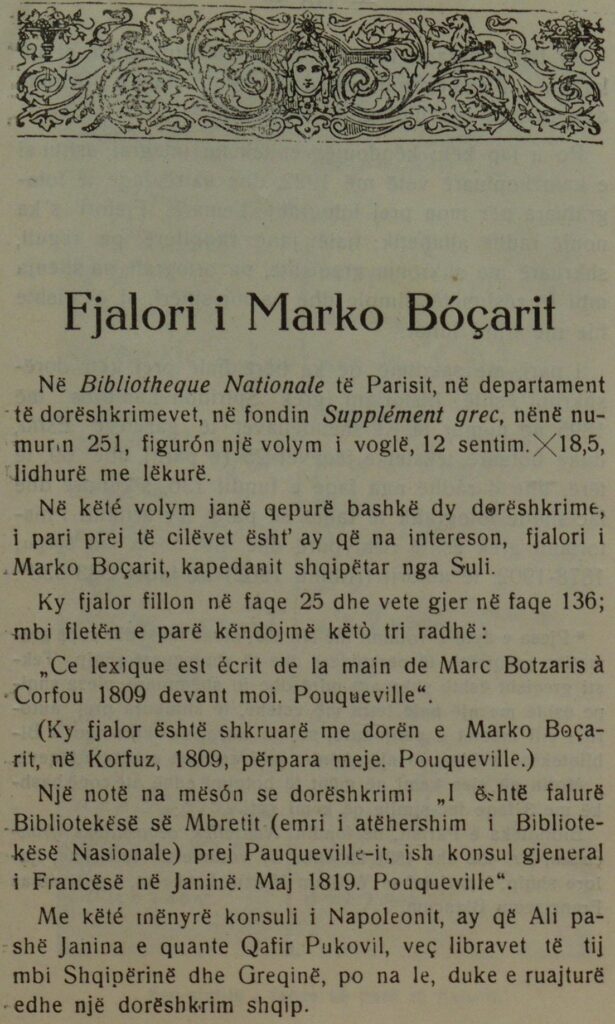 Fjalori i Marko Bóçarit
Në Bibliotheque Nationale të Parisit, në departament
të dorëshkrimevet, në fondin Supplément grec, nënë nu-
murin 251, figurón një volym i voglë, 12 sentim.×18,5,
lidhurë me lëkurë.
Në këté volym janë qepurë bashkë dy dorëshkrime,
i pari prej të cilëvet ësht’ ay që na intereson, fjalori i
Marko Boçarit, kapedanit shqipëtar nga Suli.
Ky fjalor fillon në faqe 25 dhe vete gjer në faqe 136;
mbi fletën e parë këndojmë këtò tri radhë :
„Ce lexique est écrit de la main de Marc Botzaris à
Corfou 1809 devant moi. Pouqueville“.
(Ky fjalor është shkruarë me dorën e Marko Boça-
rit, në Korfuz, 1809, përpara meje. Pouqueville.)
Një notë na mësón se dorëshkrimi „I është falurë
Bibliotekësë së Mbretit (emri i atëhershim i Bibliote-
kësë Nasionale) prej Pauqueville-it, ish konsul gjeneral
i Francësë në Janinë. Maj 1819. Pouqueville“.
Me këté mënyrë konsuli i Napoleonit, ay që Ali pa-
shë Janina e quante Qafir Pukovil, veç libravet të tij
mbi Shqipërinë dhe Greqinë, po na le, duke e ruajturë
edhe një dorëshkrim shqip.